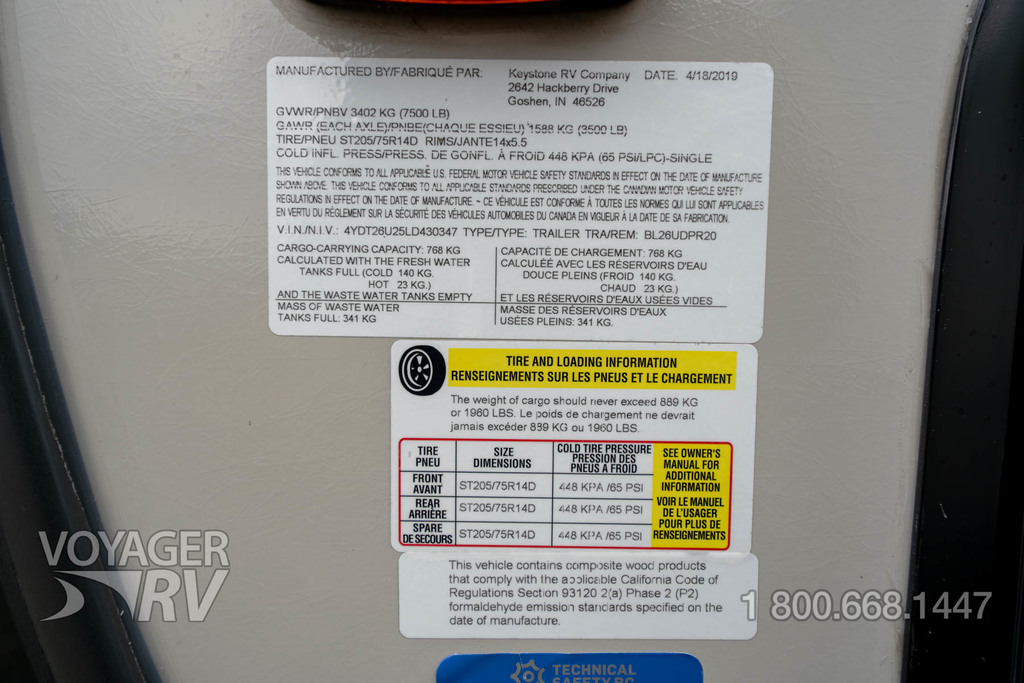 MANUFACTURED BY/FABRIQUÉ PAR: Keystone RV Company DATE: 4/18/2019
2642 Hackberry Drive
Goshen, IN 46526
GVWR/PNBV 3402 KG (7500 LB)
GAWR (EACH AXLE)/PNBE(CHAQUE ESSIEU) 1588 KG (3500 LB)
TIRE/PNEU ST205/75R14D RIMS/JANTE14x5.5
COLD INFL. PRESS/PRESS. DE GONFL. À FROID 448 KPA (65 PSI/LPC)-SINGLE
THIS VEHICLE CONFORMS TO ALL APPLICABLE U.S. FEDERAL MOTOR VEHICLE SAFETY STANDARDS IN EFFECT ON THE DATE OF MANUFACTURE
SHOWN ABOVE. THIS VEHICLE CONFORMS TO ALL APPLICABLE STANDARDS PRESCRIBED UNDER THE CANADIAN MOTOR VEHICLE SAFETY
REGULATIONS IN EFFECT ON THE DATE OF MANUFACTURE. ~ CE VÉHICULE EST CONFORME À TOUTES LES NORMES QUI LUI SONT APPLICABLES
EN VERTU DU RÈGLEMENT SUR LA SÉCURITÉ DES VÉHICULES AUTOMOBILES DU CANADA EN VIGUEUR À LA DATE DE SA FABRICATION.
V.I.N./N.I.V.: 4YDT26U25LD430347 TYPE/TYPE: TRAILER TRA/REM: BL26UDPR20
CARGO-CARRYING CAPACITY: 768 KG
CALCULATED WITH THE FRESH WATER
TANKS FULL (COLD 140 KG.
HOT 23 KG.)
AND THE WASTE WATER TANKS EMPTY
MASS OF WASTE WATER
TANKS FULL: 341 KG
CAPACITÉ DE CHARGEMENT: 768 KG
CALCULÉE AVEC LES RÉSERVOIRS D'EAU
DOUCE PLEINS (FROID 140 KG.
CHAUD 23 KG.)
ET LES RÉSERVOIRS D'EAUX USÉES VIDES
MASSE DES RÉSERVOIRS D'EAUX
USÉES PLEINS: 341 KG.
TIRE AND LOADING INFORMATION
RENSEIGNEMENTS SUR LES PNEUS ET LE CHARGEMENT
The weight of cargo should never exceed 889 KG
or 1960 LBS. Le poids de chargement ne devrait
jamais excéder 889 KG ou 1960 LBS.
TIRE SIZE COLD TIRE PRESSURE
PNEU DIMENSIONS PRESSION DES
PNEUS A FROID
FRONT
AVANT ST205/75R14D 448 KPA /65 PSI
REAR
ARRIÈRE ST205/75R14D 448 KPA /65 PSI
SPARE
DE SECOURS ST205/75R14D 448 KPA /65 PSI
SEE OWNER'S
MANUAL FOR
ADDITIONAL
INFORMATION
VOIR LE MANUEL
DE L'USAGER
POUR PLUS DE
RENSEIGNEMENTS
This vehicle contains composite wood products
that comply with the applicable California Code of
Regulations Section 93120 2(a) Phase 2 (P2)
formaldehyde emission standards specified on the
date of manufacture.
VOYAGER
RV
1 800.668.1447
TECHNICAL
SAFETY BC